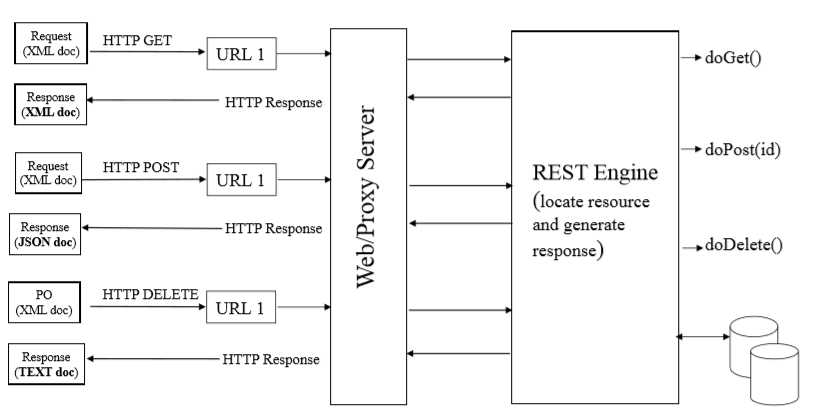 Request
(XML doc)
HTTP GET
URL 1
doGet()
Response
(XML doc)
HTTP Response
Request
(XML doc)
HTTP POST
URL 1
doPost(id)
Response
(JSON doc)
HTTP Response
PO
(XML doc)
HTTP DELETE
URL 1
doDelete()
Response
(TEXT doc)
HTTP Response
Web/Proxy Server
REST Engine
(locate resource
and generate
response)